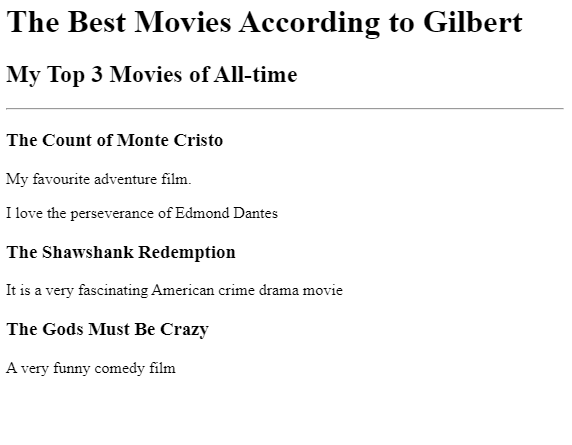 The Best Movies According to Gilbert
My Top 3 Movies of All-time
The Count of Monte Cristo
My favourite adventure film.
I love the perseverance of Edmond Dantes
The Shawshank Redemption
It is a very fascinating American crime drama movie
The Gods Must Be Crazy
A very funny comedy film